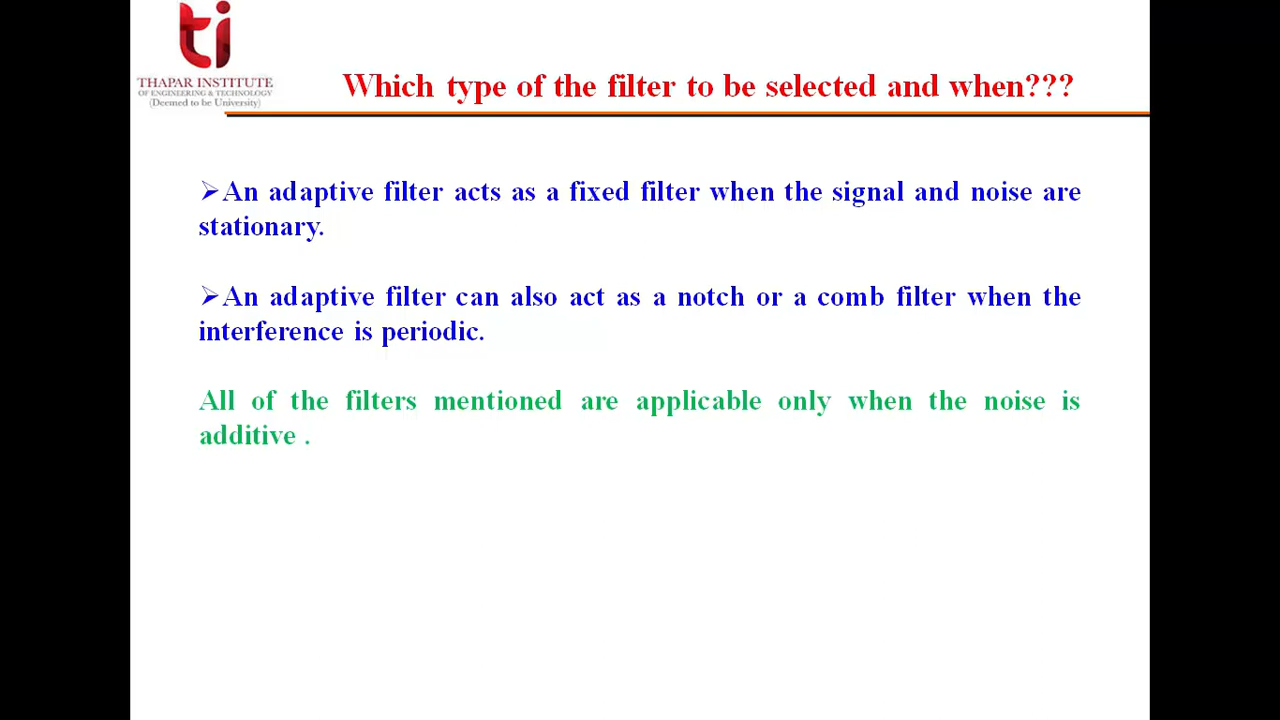 ti
THAPAR INSTITUTE
OF ENGINEERING & TECHNOLOGY
(Deemed to be University)
Which type of the filter to be selected and when???
➢An adaptive filter acts as a fixed filter when the signal and noise are
stationary.
➢An adaptive filter can also act as a notch or a comb filter when the
interference is periodic.
All of the filters mentioned are applicable only when the noise is
additive .